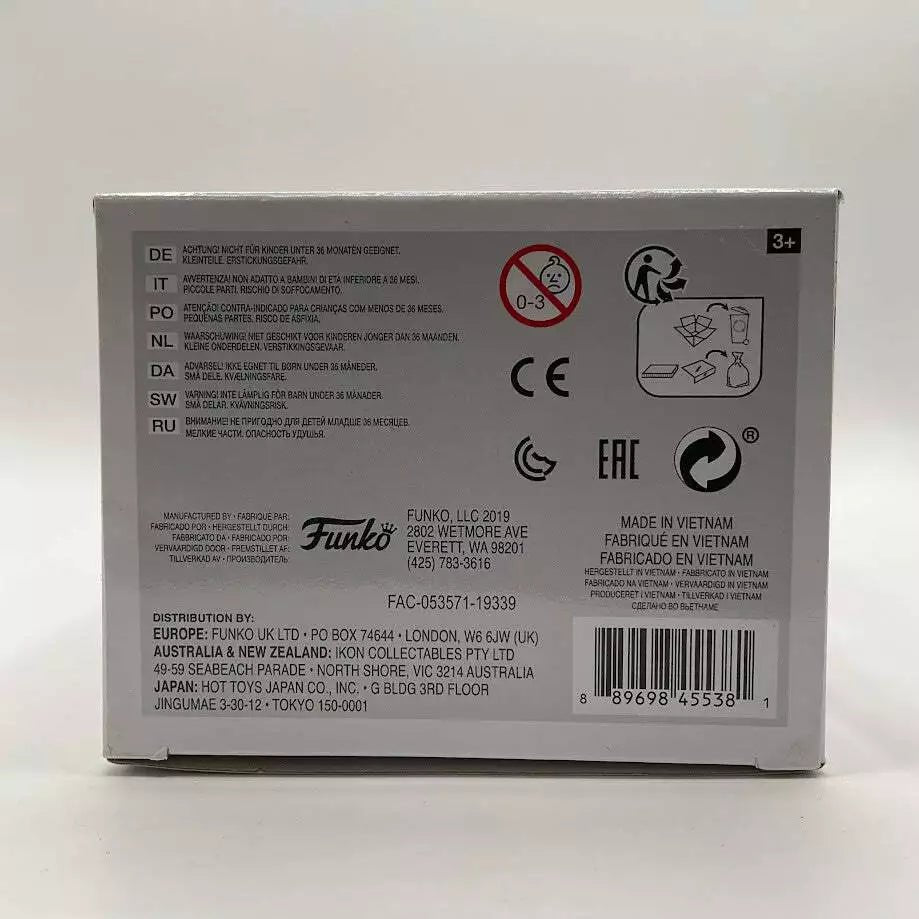 3+
DE ACHTUNG! NICHT FÜR KINDER UNTER 36 MONATEN GEEIGNET.
KLEINTEILE. ERSTICKUNGSGEFAHR.
IT AVVERTENZA! NON ADATTO A BAMBINI DI ETA INFERIORE A 36 MESI.
PICCOLE PARTI. RISCHIO DI SOFFOCAMENTO.
PO ATENÇAO! CONTRA-INDICADO PARA CRIANÇAS COM MENOS DE 36 MESES.
PEQUENAS PARTES. RISCO DE ASFIXIA.
NL WAARSCHUWING! NIET GESCHIKT VOOR KINDEREN JONGER DAN 36 MAANDEN.
KLEINE ONDERDELEN. VERSTIKKINGSGEVAAR.
DA ADVARSEL! IKKE EGNET TIL BØRN UNDER 36 MÅNEDER.
SMÅ DELE. KVÆLNINGSFARE.
SW VARNING! INTE LÄMPLIG FÖR BARN UNDER 36 MÅNADER.
SMÅ DELAR. KVÄVNINGSRISK.
RU ВНИМАНИЕ! НЕ ПРИГОДНО ДЛЯ ДЕТЕЙ МЛАДШЕ 36 МЕСЯЦЕВ.
МЕЛКИЕ ЧАСТИ. ОПАСНОСТЬ УДУШЬЯ.
0-3
CE
EAC
®
MANUFACTURED BY • FABRIQUÉ PAR:
FABRICADO POR • HERGESTELLT DURCH:
FABBRICATO DA • FABRICADO POR:
VERVAARDIGD DOOR • FREMSTILLET AF:
TILLVERKAD AV • ПРОИЗВОДИТЕЛЬ:
Funko
FUNKO, LLC 2019
2802 WETMORE AVE
EVERETT, WA 98201
(425) 783-3616
FAC-053571-19339
MADE IN VIETNAM
FABRIQUÉ EN VIETNAM
FABRICADO EN VIETNAM
HERGESTELLT IN VIETNAM • FABBRICATO IN VIETNAM
FABRICADO NA VIETNAM • VERVAARDIGD IN VIETNAM
PRODUCERET I VIETNAM • TILLVERKAD I VIETNAM
СДЕЛАНО ВО ВЬЕТНАМЕ
DISTRIBUTION BY:
EUROPE: FUNKO UK LTD • PO BOX 74644 • LONDON, W6 6JW (UK)
AUSTRALIA & NEW ZEALAND: IKON COLLECTABLES PTY LTD
49-59 SEABEACH PARADE • NORTH SHORE, VIC 3214 AUSTRALIA
JAPAN: HOT TOYS JAPAN CO., INC. • G BLDG 3RD FLOOR
JINGUMAE 3-30-12 • TOKYO 150-0001
8 89698 45538 1